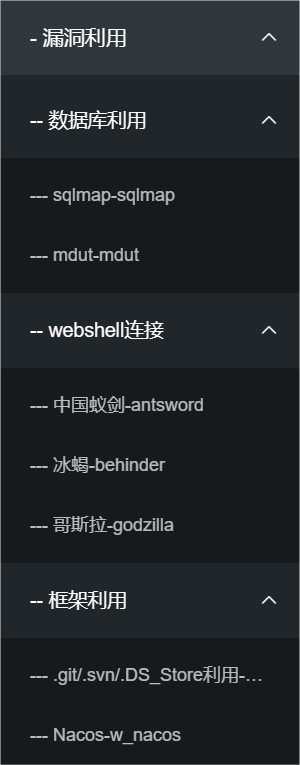 - 漏洞利用
-- 数据库利用
--- sqlmap-sqlmap
--- mdut-mdut
-- webshell连接
--- 中国蚁剑-antsword
--- 冰蝎-behinder
--- 哥斯拉-godzilla
-- 框架利用
--- .git/.svn/.DS_Store利用-...
--- Nacos-w_nacos